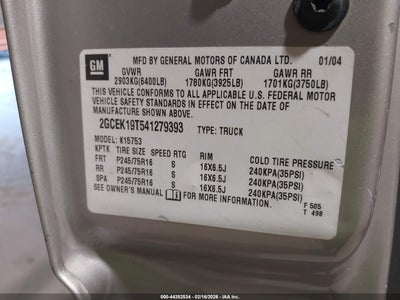 GM
MFD BY GENERAL MOTORS OF CANADA LTD. 01/04
GVWR GAWR FRT GAWR RR
2903KG(6400LB) 1780KG(3925LB) 1701KG(3750LB)
THIS VEHICLE CONFORMS TO ALL APPLICABLE U.S. FEDERAL MOTOR
VEHICLE SAFETY STANDARDS IN EFFECT ON THE DATE OF
MANUFACTURE SHOWN ABOVE.
2GCEK19T541279393 TYPE: TRUCK
MODEL: K15753
KPTK TIRE SIZE SPEED RTG RIM COLD TIRE PRESSURE
FRT P245/75R16 S 16X6.5J 240KPA(35PSI)
RR P245/75R16 S 16X6.5J 240KPA(35PSI)
SPA P245/75R16 S 16X6.5J 240KPA(35PSI)
SEE OWNER'S MANUAL i FOR MORE INFORMATION.
F 505
T 498
000-44382534 - 02/18/2026 - IAAI.COM